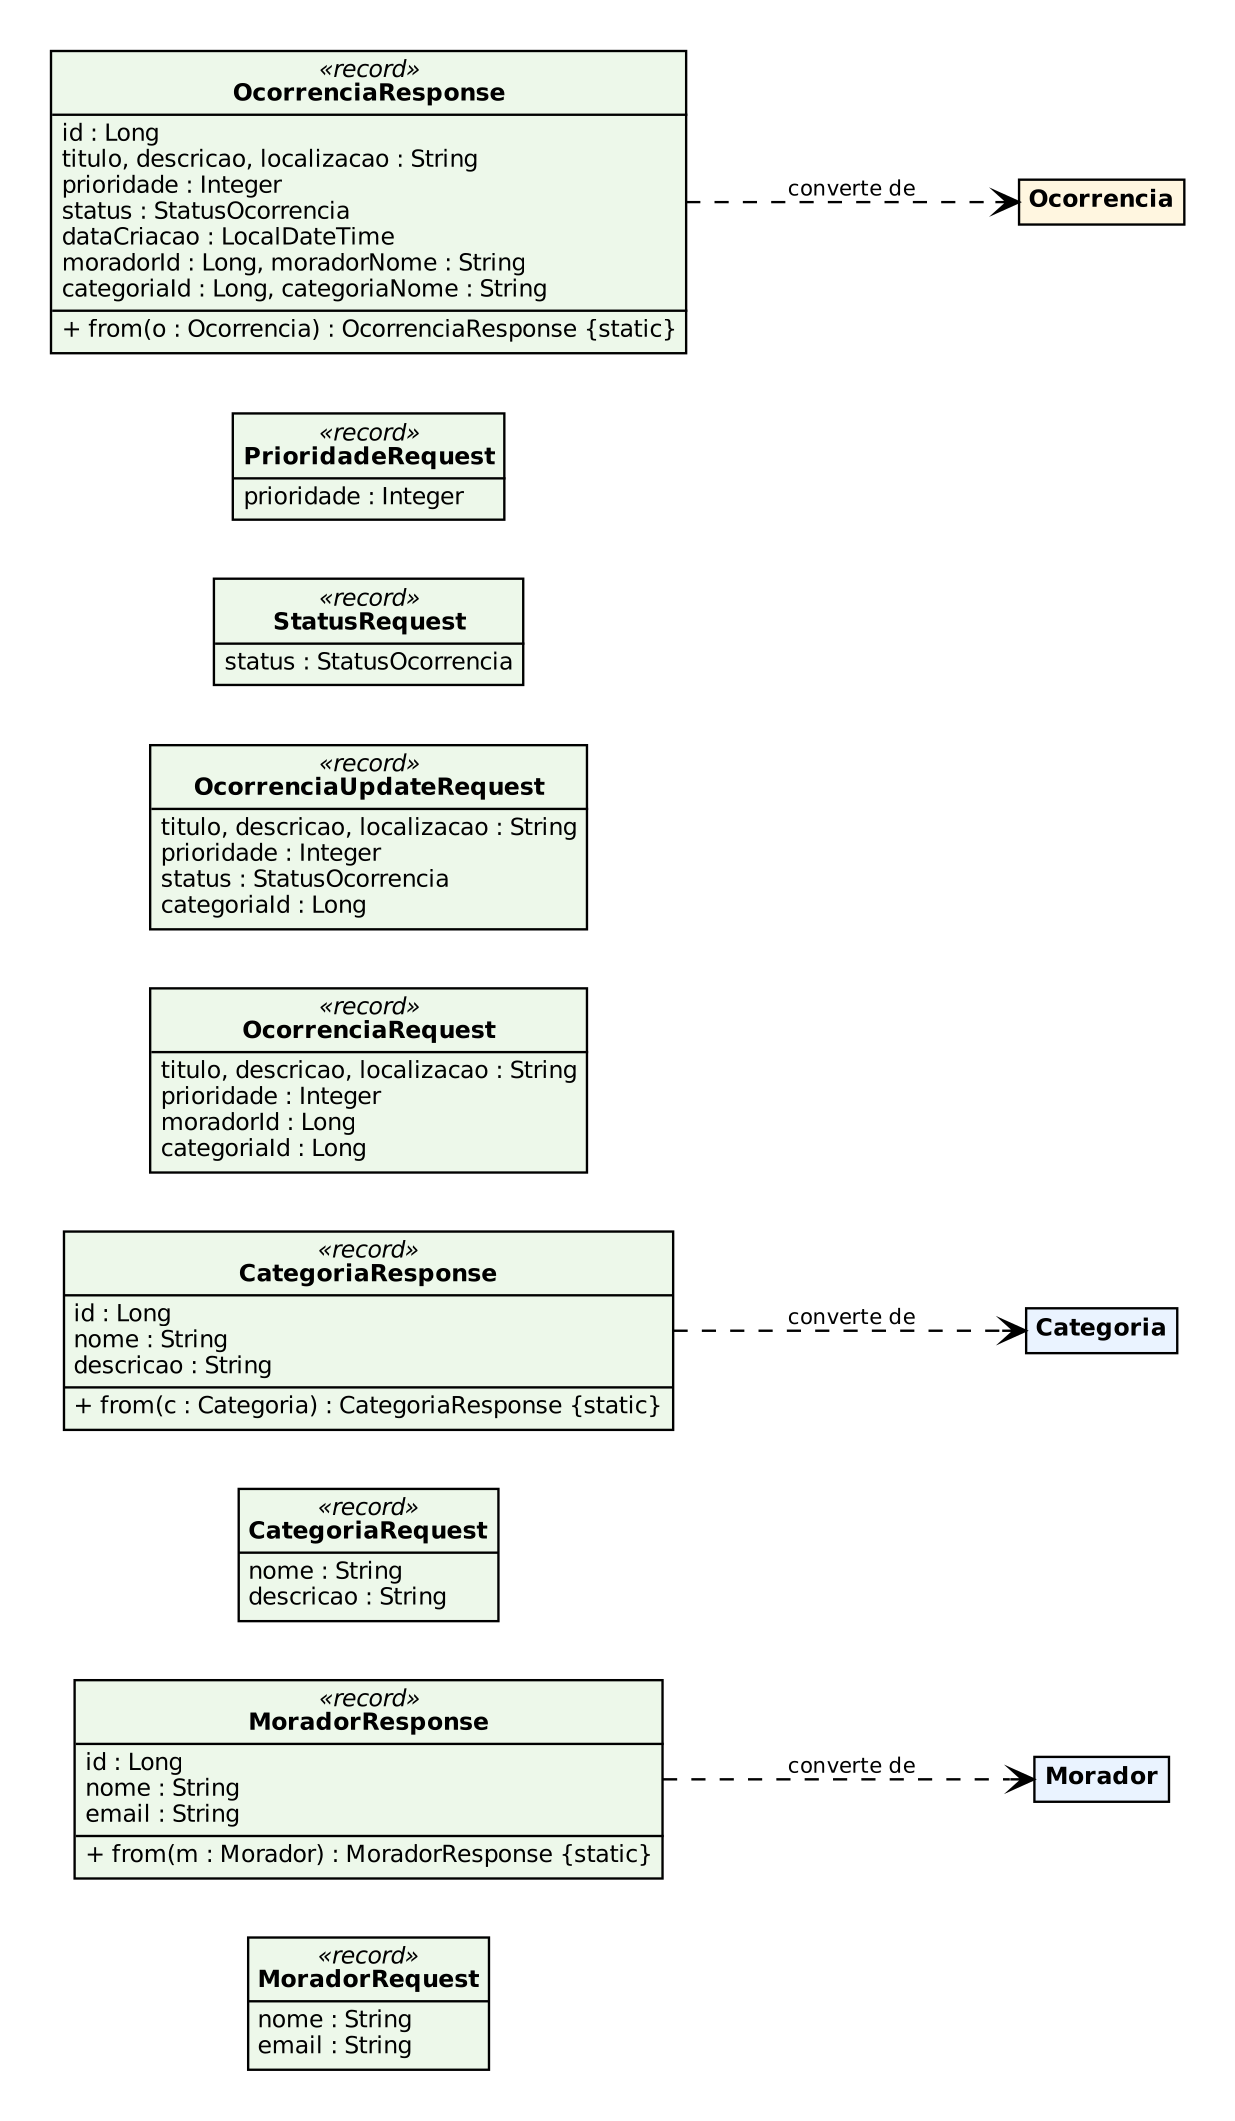 «record»
OcorrenciaResponse
id : Long
titulo, descricao, localizacao : String
prioridade : Integer
status : StatusOcorrencia
dataCriacao : LocalDateTime
moradorId : Long, moradorNome : String
categoriaId : Long, categoriaNome : String
+ from(o : Ocorrencia) : OcorrenciaResponse {static}
converte de
Ocorrencia
«record»
PrioridadeRequest
prioridade : Integer
«record»
StatusRequest
status : StatusOcorrencia
«record»
OcorrenciaUpdateRequest
titulo, descricao, localizacao : String
prioridade : Integer
status : StatusOcorrencia
categoriaId : Long
«record»
OcorrenciaRequest
titulo, descricao, localizacao : String
prioridade : Integer
moradorId : Long
categoriaId : Long
«record»
CategoriaResponse
id : Long
nome : String
descricao : String
+ from(c : Categoria) : CategoriaResponse {static}
converte de
Categoria
«record»
CategoriaRequest
nome : String
descricao : String
«record»
MoradorResponse
id : Long
nome : String
email : String
+ from(m : Morador) : MoradorResponse {static}
converte de
Morador
«record»
MoradorRequest
nome : String
email : String